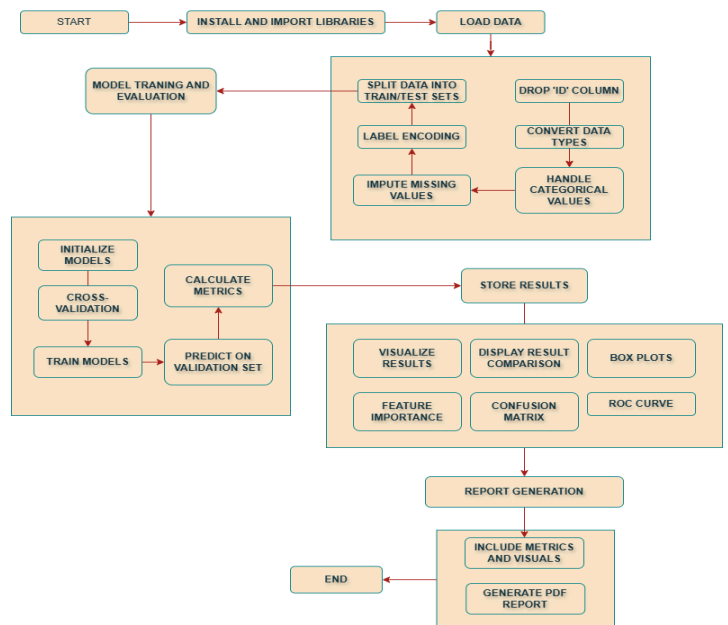 START
INSTALL AND IMPORT LIBRARIES
LOAD DATA
MODEL TRANING AND
EVALUATION
SPLIT DATA INTO
TRAIN/TEST SETS
DROP 'ID' COLUMN
LABEL ENCODING
CONVERT DATA
TYPES
IMPUTE MISSING
VALUES
HANDLE
CATEGORICAL
VALUES
INITIALIZE
MODELS
CROSS-
VALIDATION
TRAIN MODELS
CALCULATE
METRICS
PREDICT ON
VALIDATION SET
STORE RESULTS
VISUALIZE
RESULTS
DISPLAY RESULT
COMPARISON
BOX PLOTS
FEATURE
IMPORTANCE
CONFUSION
MATRIX
ROC CURVE
REPORT GENERATION
INCLUDE METRICS
AND VISUALS
GENERATE PDF
REPORT
END